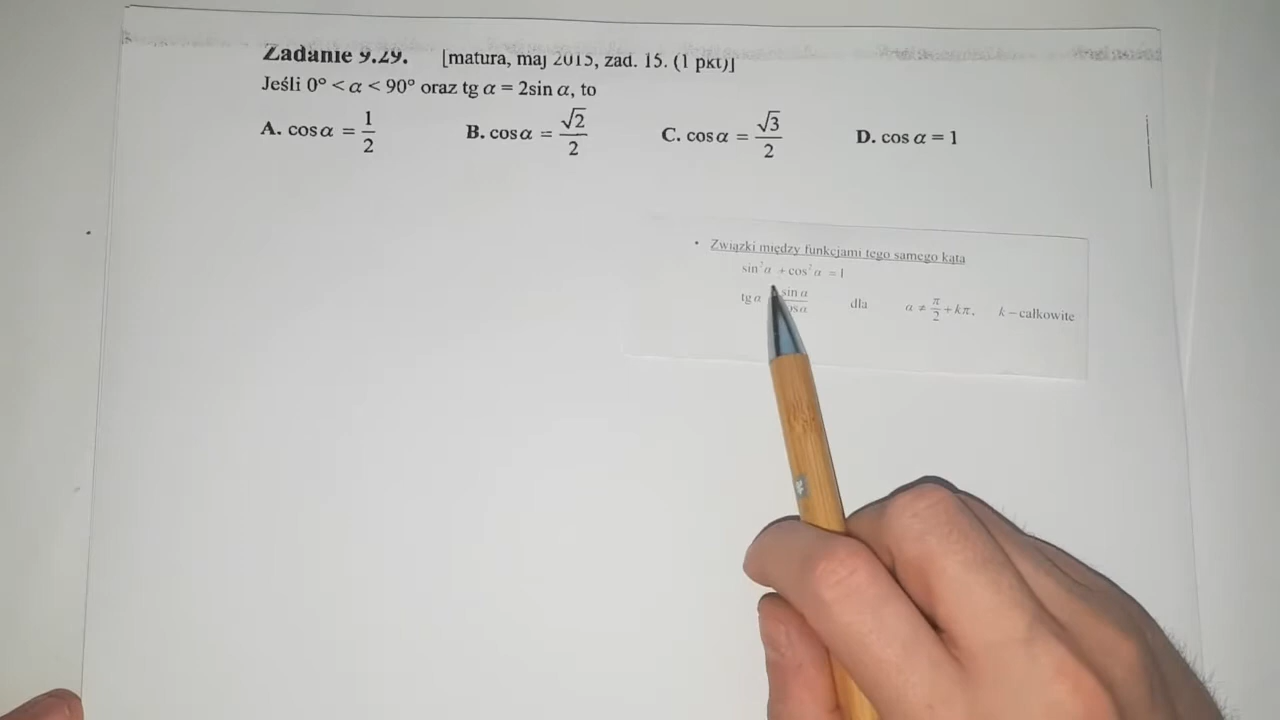 Zadanie 9.29. [matura, maj 2015, zad. 15. (1 pkt)]
Jeśli 0° < α < 90° oraz tg α = 2sin α, to
A. cos α = 1/2 B. cos α = √2/2 C. cos α = √3/2 D. cos α = 1
• Związki między funkcjami tego samego kąta
sin²α + cos²α = 1
tg α sin α dla α ≠ π/2 + kπ, k – całkowite